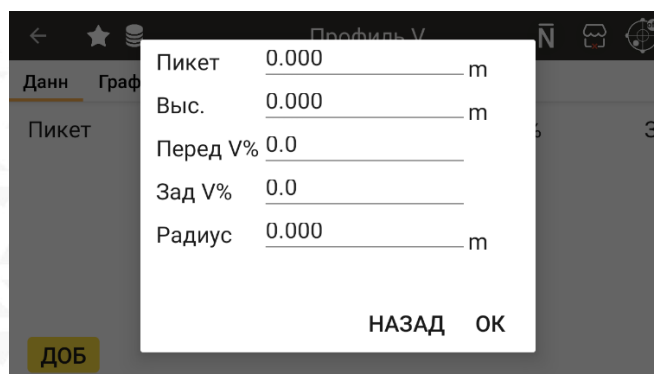 Профиль V
Данн Граф
Пикет
Пикет 0.000 m
Выс. 0.000 m
Перед V% 0.0
Зад V% 0.0
Радиус 0.000 m
НАЗАД ОК
ДОБ